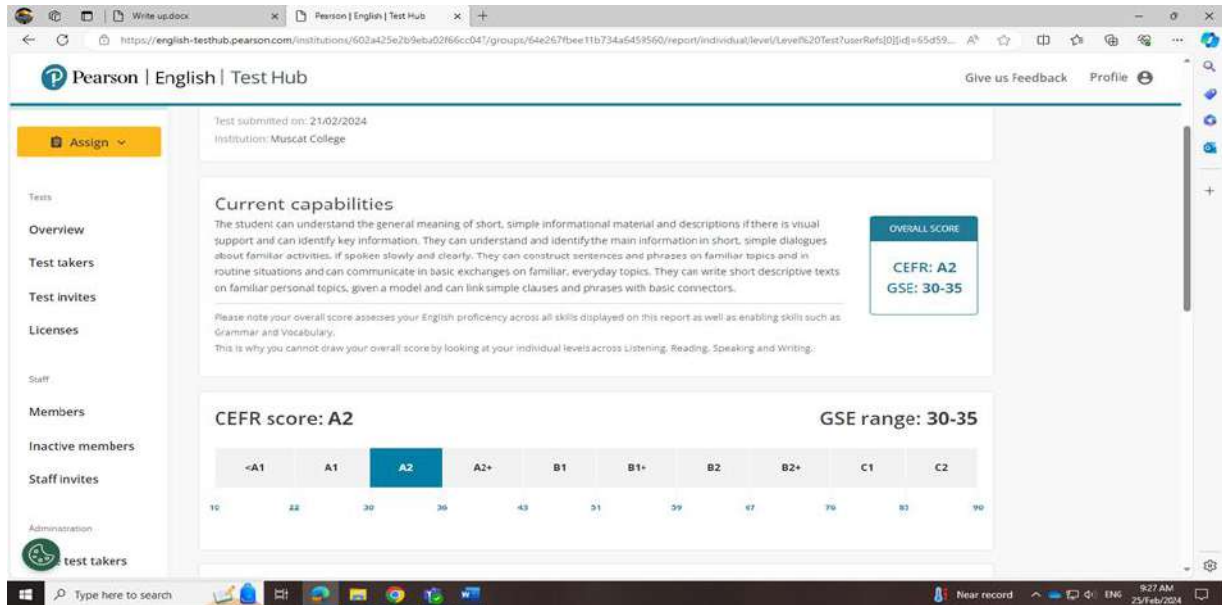 Write up.docx
Pearson | English | Test Hub
Pearson | English | Test Hub
Give us Feedback
Profile
Assign
Test submitted on: 21/02/2024
Institution: Muscat College
Tests
Overview
Test takers
Test invites
Licenses
Staff
Members
Inactive members
Staff invites
Administration
test takers
Current capabilities
The student can understand the general meaning of short, simple informational material and descriptions if there is visual
support and can identify key information. They can understand and identify the main information in short, simple dialogues
about familiar activities, if spoken slowly and clearly. They can construct sentences and phrases on familiar topics and in
routine situations and can communicate in basic exchanges on familiar, everyday topics. They can write short descriptive texts
on familiar personal topics, given a model and can link simple clauses and phrases with basic connectors.
Please note your overall score assesses your English proficiency across all skills displayed on this report as well as enabling skills such as
Grammar and Vocabulary.
This is why you cannot draw your overall score by looking at your individual levels across Listening, Reading, Speaking and Writing.
OVERALL SCORE
CEFR: A2
GSE: 30-35
CEFR score: A2
GSE range: 30-35
<A1 A1 A2 A2+ B1 B1+ B2 B2+ C1 C2
10 22 30 36 43 51 59 67 76 85 90
Type here to search
Near record
ENG
9:27 AM
25/Feb/2024